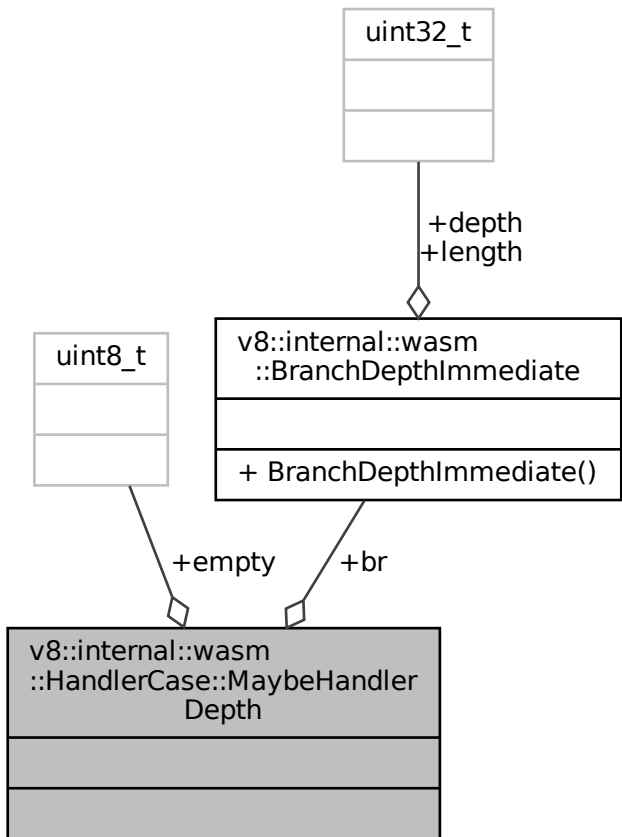 uint32_t
+depth
+length
uint8_t
v8::internal::wasm
::BranchDepthImmediate
+ BranchDepthImmediate()
+empty
+br
v8::internal::wasm
::HandlerCase::MaybeHandler
Depth